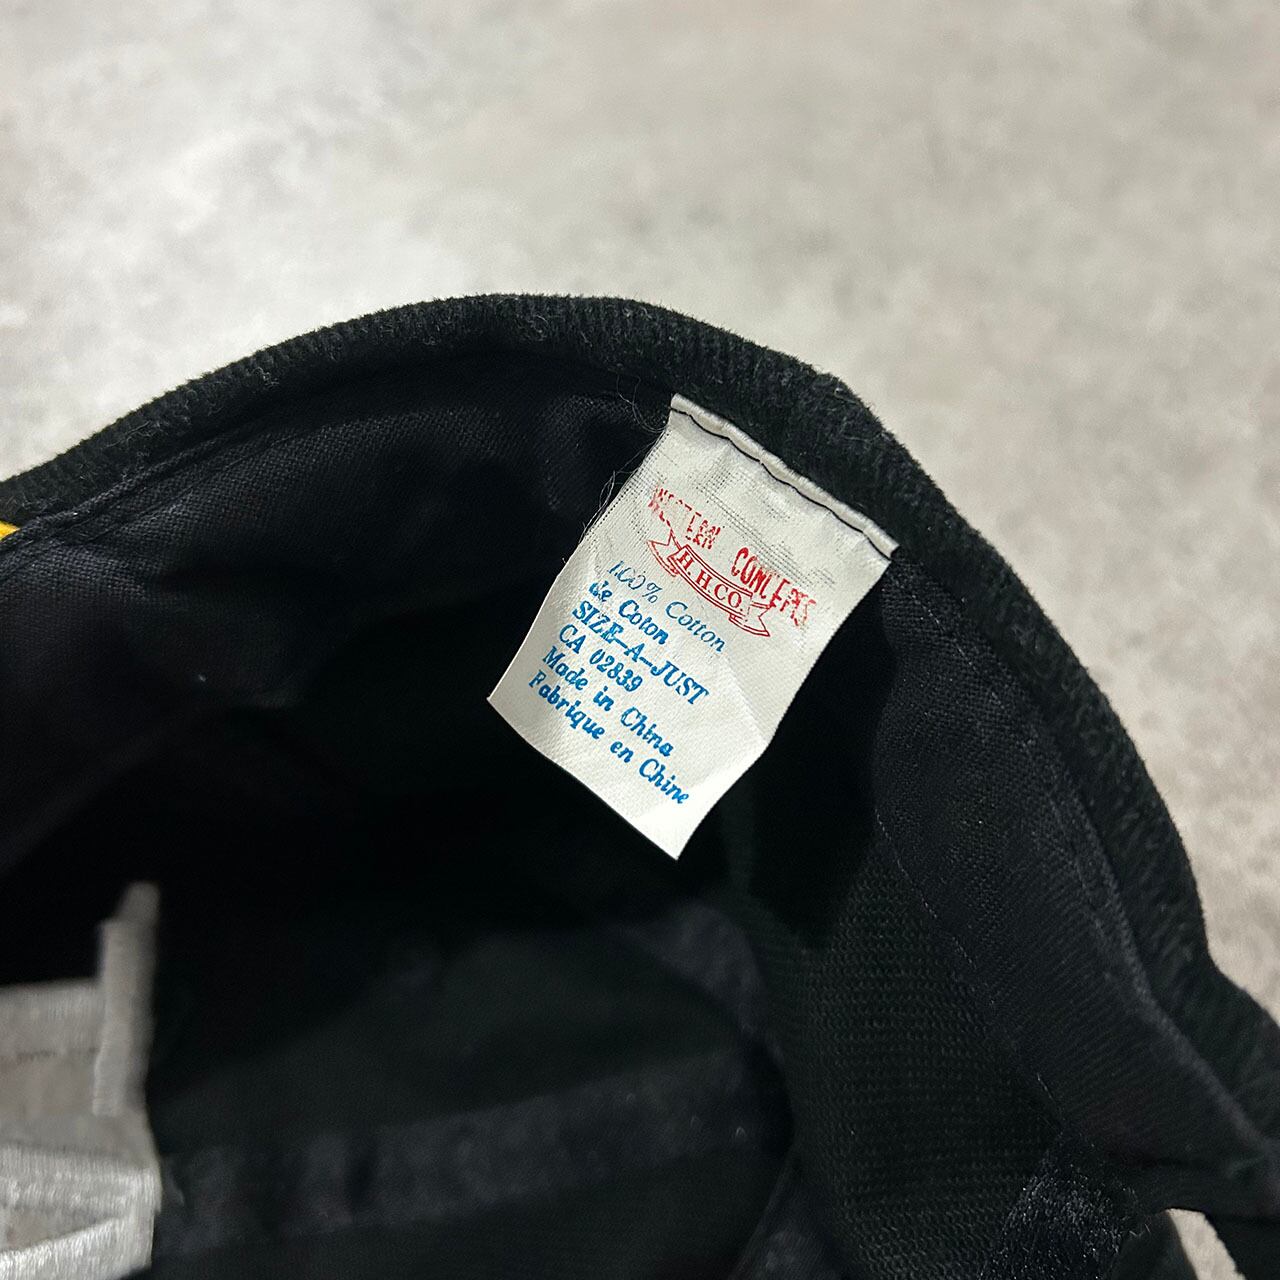 WESTERN CONCEPTS
H.H.CO.
100% Cotton
de Coton
SIZE-A-JUST
CA 02839
Made in China
Fabrique en Chine